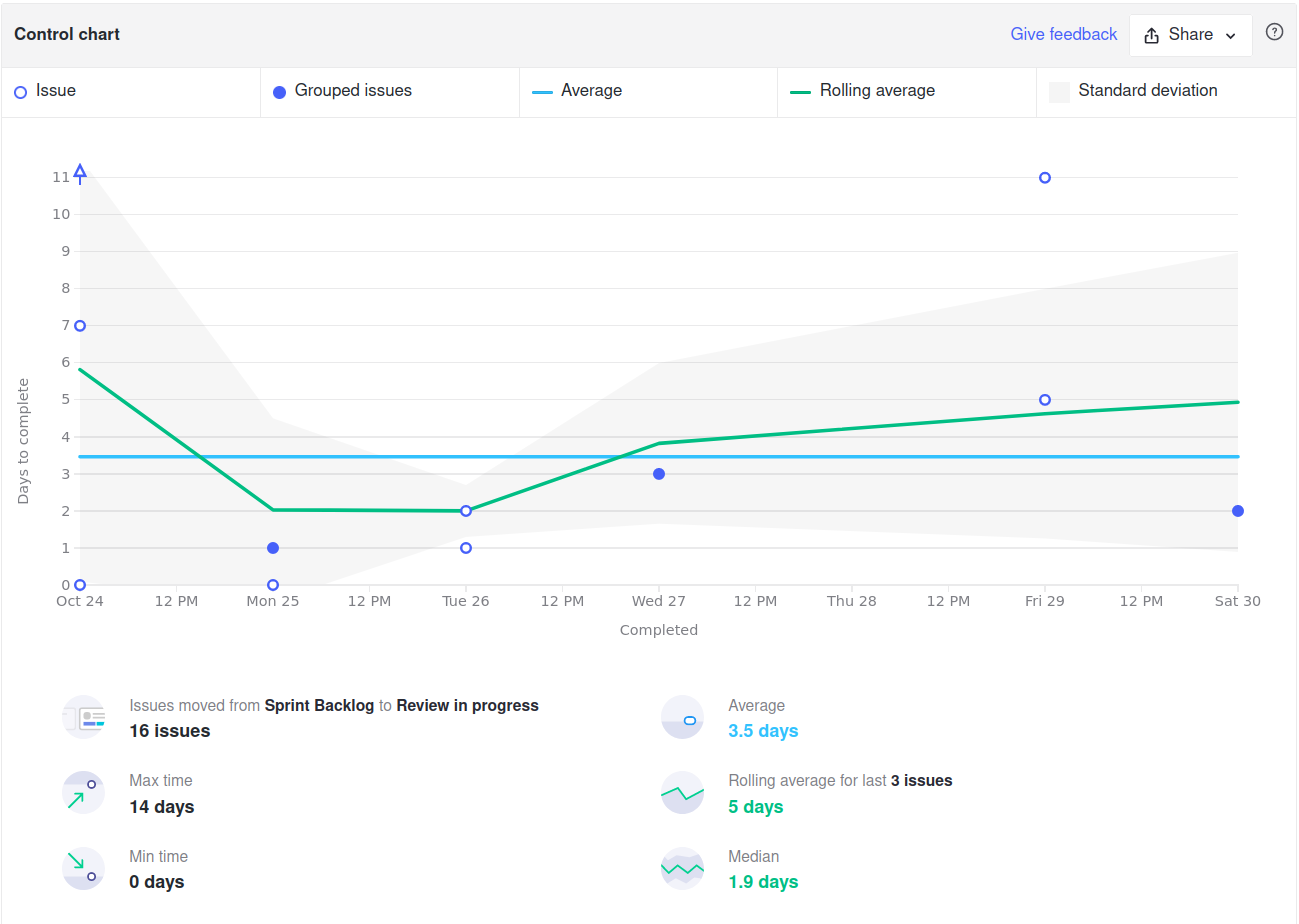 Control chart
Give feedback
Share
?
Issue
Grouped issues
Average
Rolling average
Standard deviation
11
10
9
8
7
6
5
4
3
2
1
0
Days to complete
Oct 24 12 PM Mon 25 12 PM Tue 26 12 PM Wed 27 12 PM Thu 28 12 PM Fri 29 12 PM Sat 30
Completed
Issues moved from Sprint Backlog to Review in progress
16 issues
Average
3.5 days
Max time
14 days
Rolling average for last 3 issues
5 days
Min time
0 days
Median
1.9 days